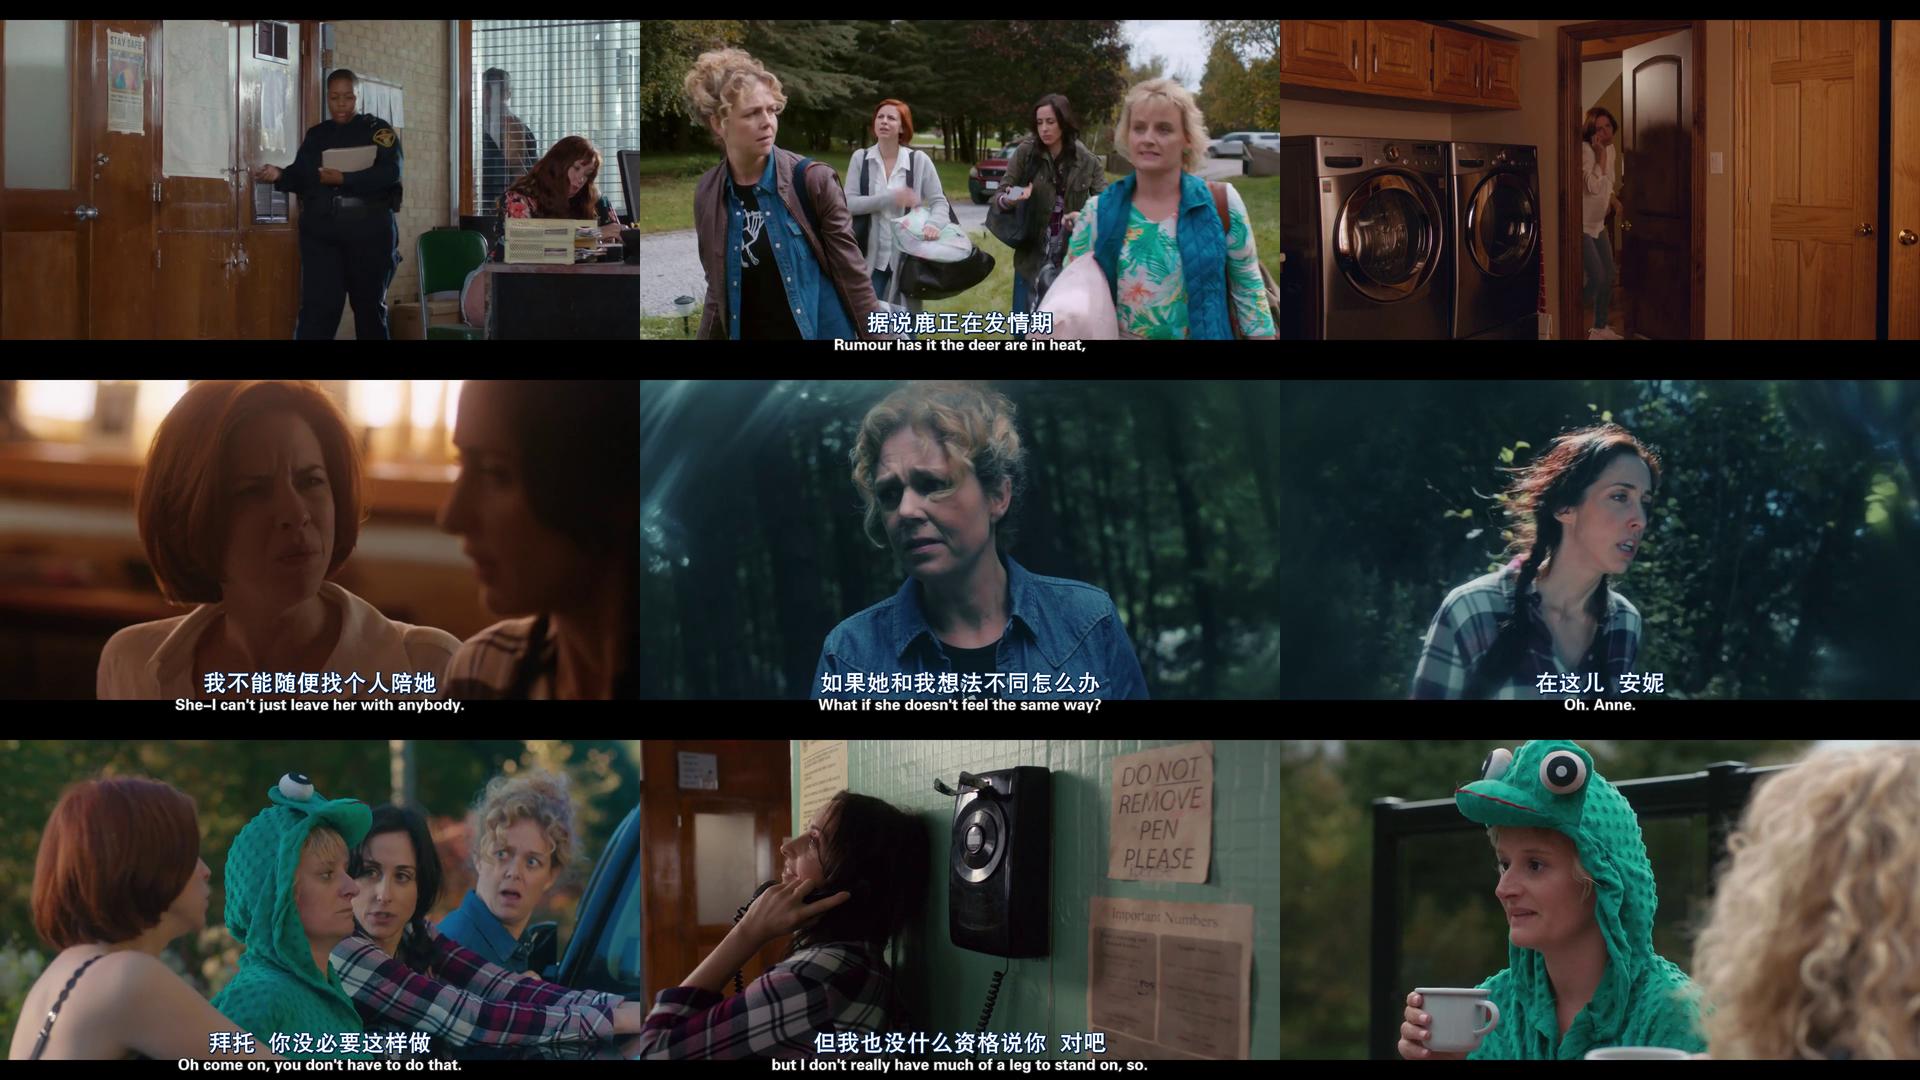 STAY SAFE
据说鹿正在发情期
Rumour has it the deer are in heat,
我不能随便找个人陪她
She-I can't just leave her with anybody.
如果她和我想法不同怎么办
What if she doesn't feel the same way?
在这儿 安妮
Oh. Anne.
拜托 你没必要这样做
Oh come on, you don't have to do that.
DO NOT
REMOVE
PEN
PLEASE
Important Numbers
但我也没什么资格说你 对吧
but I don't really have much of a leg to stand on, so.